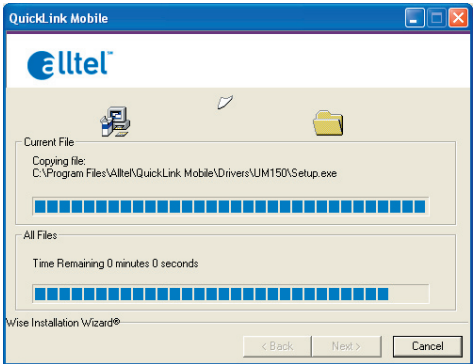 QuickLink Mobile
alltel™
Current File
Copying file:
C:\Program Files\Alltel\QuickLink Mobile\Drivers\UM150\Setup.exe
All Files
Time Remaining 0 minutes 0 seconds
Wise Installation Wizard®
< Back Next > Cancel